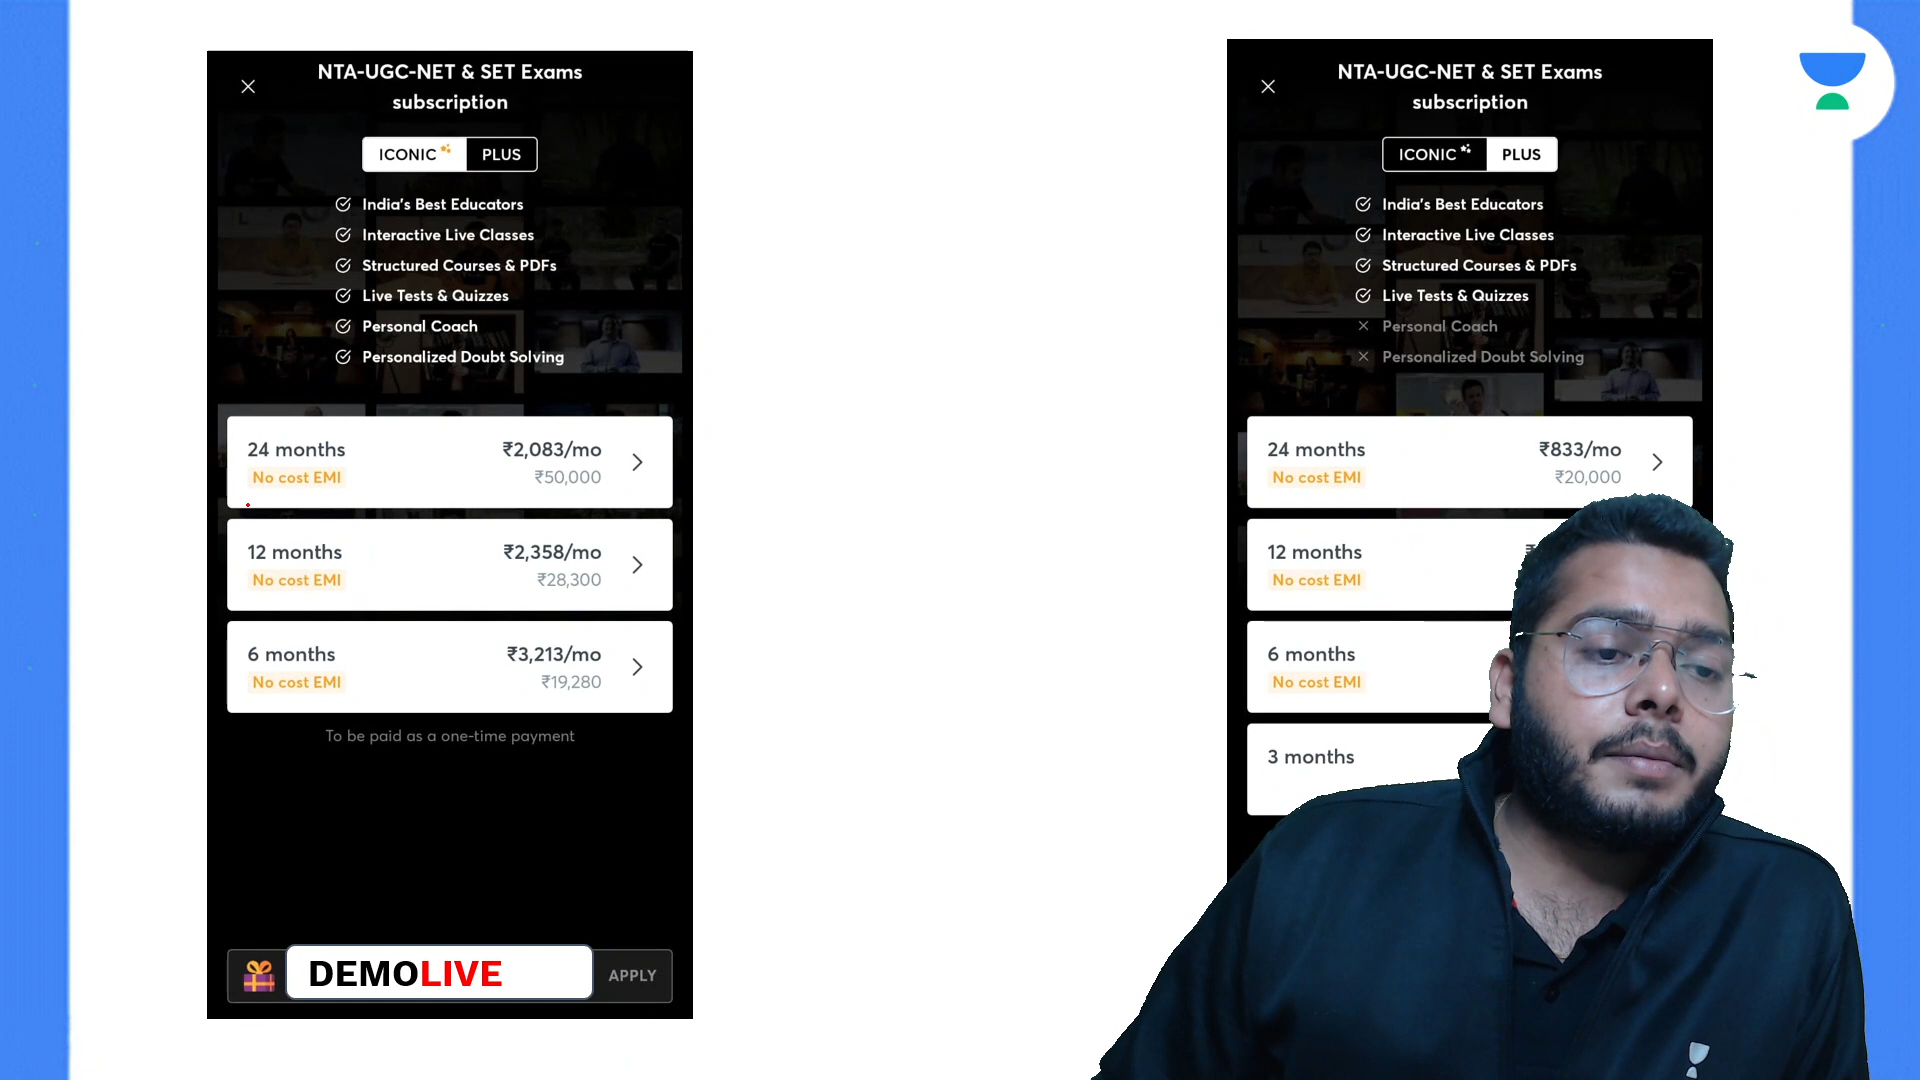 NTA-UGC-NET & SET Exams
subscription
ICONIC PLUS
India's Best Educators
Interactive Live Classes
Structured Courses & PDFs
Live Tests & Quizzes
Personal Coach
Personalized Doubt Solving
24 months ₹2,083/mo
No cost EMI ₹50,000
12 months ₹2,358/mo
No cost EMI ₹28,300
6 months ₹3,213/mo
No cost EMI ₹19,280
To be paid as a one-time payment
DEMOLIVE APPLY
NTA-UGC-NET & SET Exams
subscription
ICONIC PLUS
India's Best Educators
Interactive Live Classes
Structured Courses & PDFs
Live Tests & Quizzes
Personal Coach
Personalized Doubt Solving
24 months ₹833/mo
No cost EMI ₹20,000
12 months
No cost EMI
6 months
No cost EMI
3 months